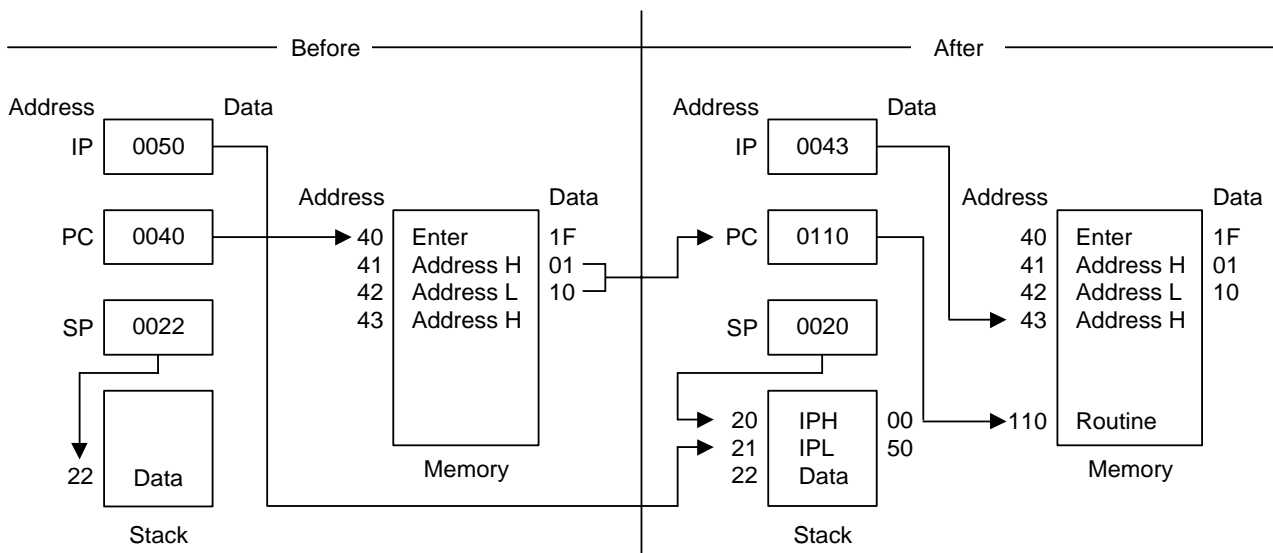 Before
Address Data
IP 0050
PC 0040
SP 0022
22 Data
Stack
Address Data
40 Enter 1F
41 Address H 01
42 Address L 10
43 Address H
Memory
After
Address Data
IP 0043
PC 0110
SP 0020
20 IPH 00
21 IPL 50
22 Data
Stack
Address Data
40 Enter 1F
41 Address H 01
42 Address L 10
43 Address H
110 Routine
Memory